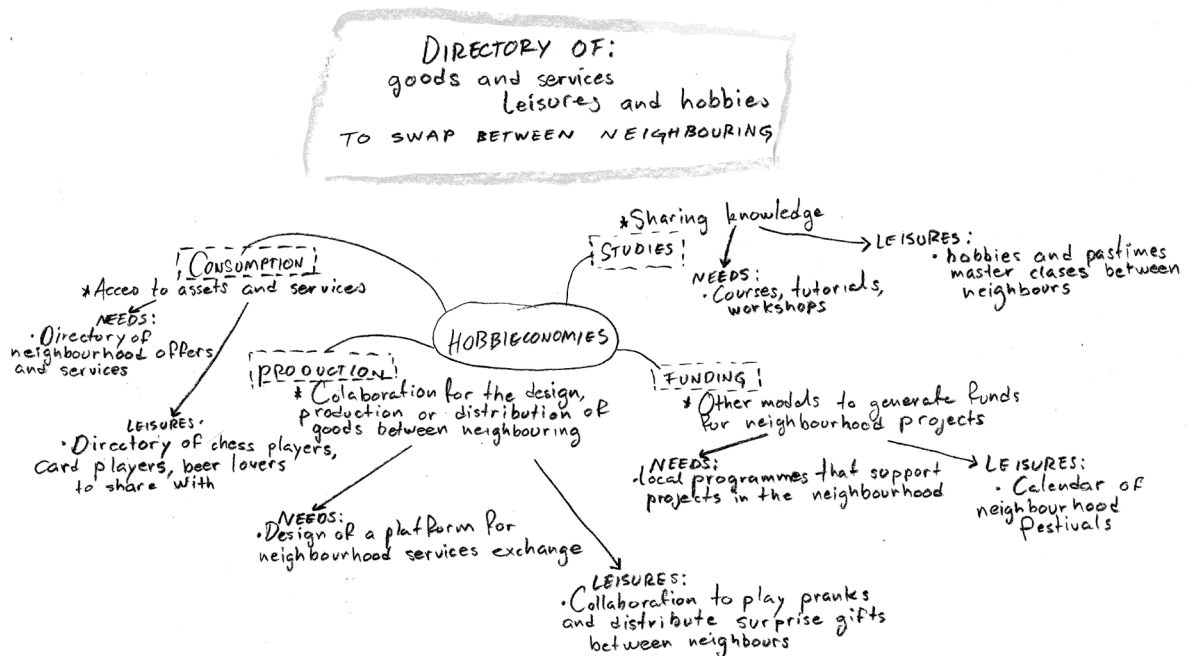 DIRECTORY OF:
goods and services
Leisures and hobbies
TO SWAP BETWEEN NEIGHBOURING
CONSUMPTION
*Acces to assets and services
NEEDS:
·Directory of
neighbourhood offers
and services
LEISURES·
·Directory of chess players,
card players, beer lovers
to share with
HOBBIECONOMIES
PRODUCTION
* Colaboration for the design,
production or distribution of
goods between neighbouring
NEEDS:
·Design of a platform for
neighbourhood services exchange
LEISURES:
·Collaboration to play pranks
and distribute surprise gifts
between neighbours
*Sharing knowledge
STUDIES
NEEDS:
·Courses, tutorials,
workshops
LEISURES:
·hobbies and pastimes
master clases between
neighbours
FUNDING
* Other models to generate funds
for neighbourhood projects
NEEDS:
·local programmes that support
projects in the neighbourhood
LEISURES:
· Calendar of
neighbourhood
festivals